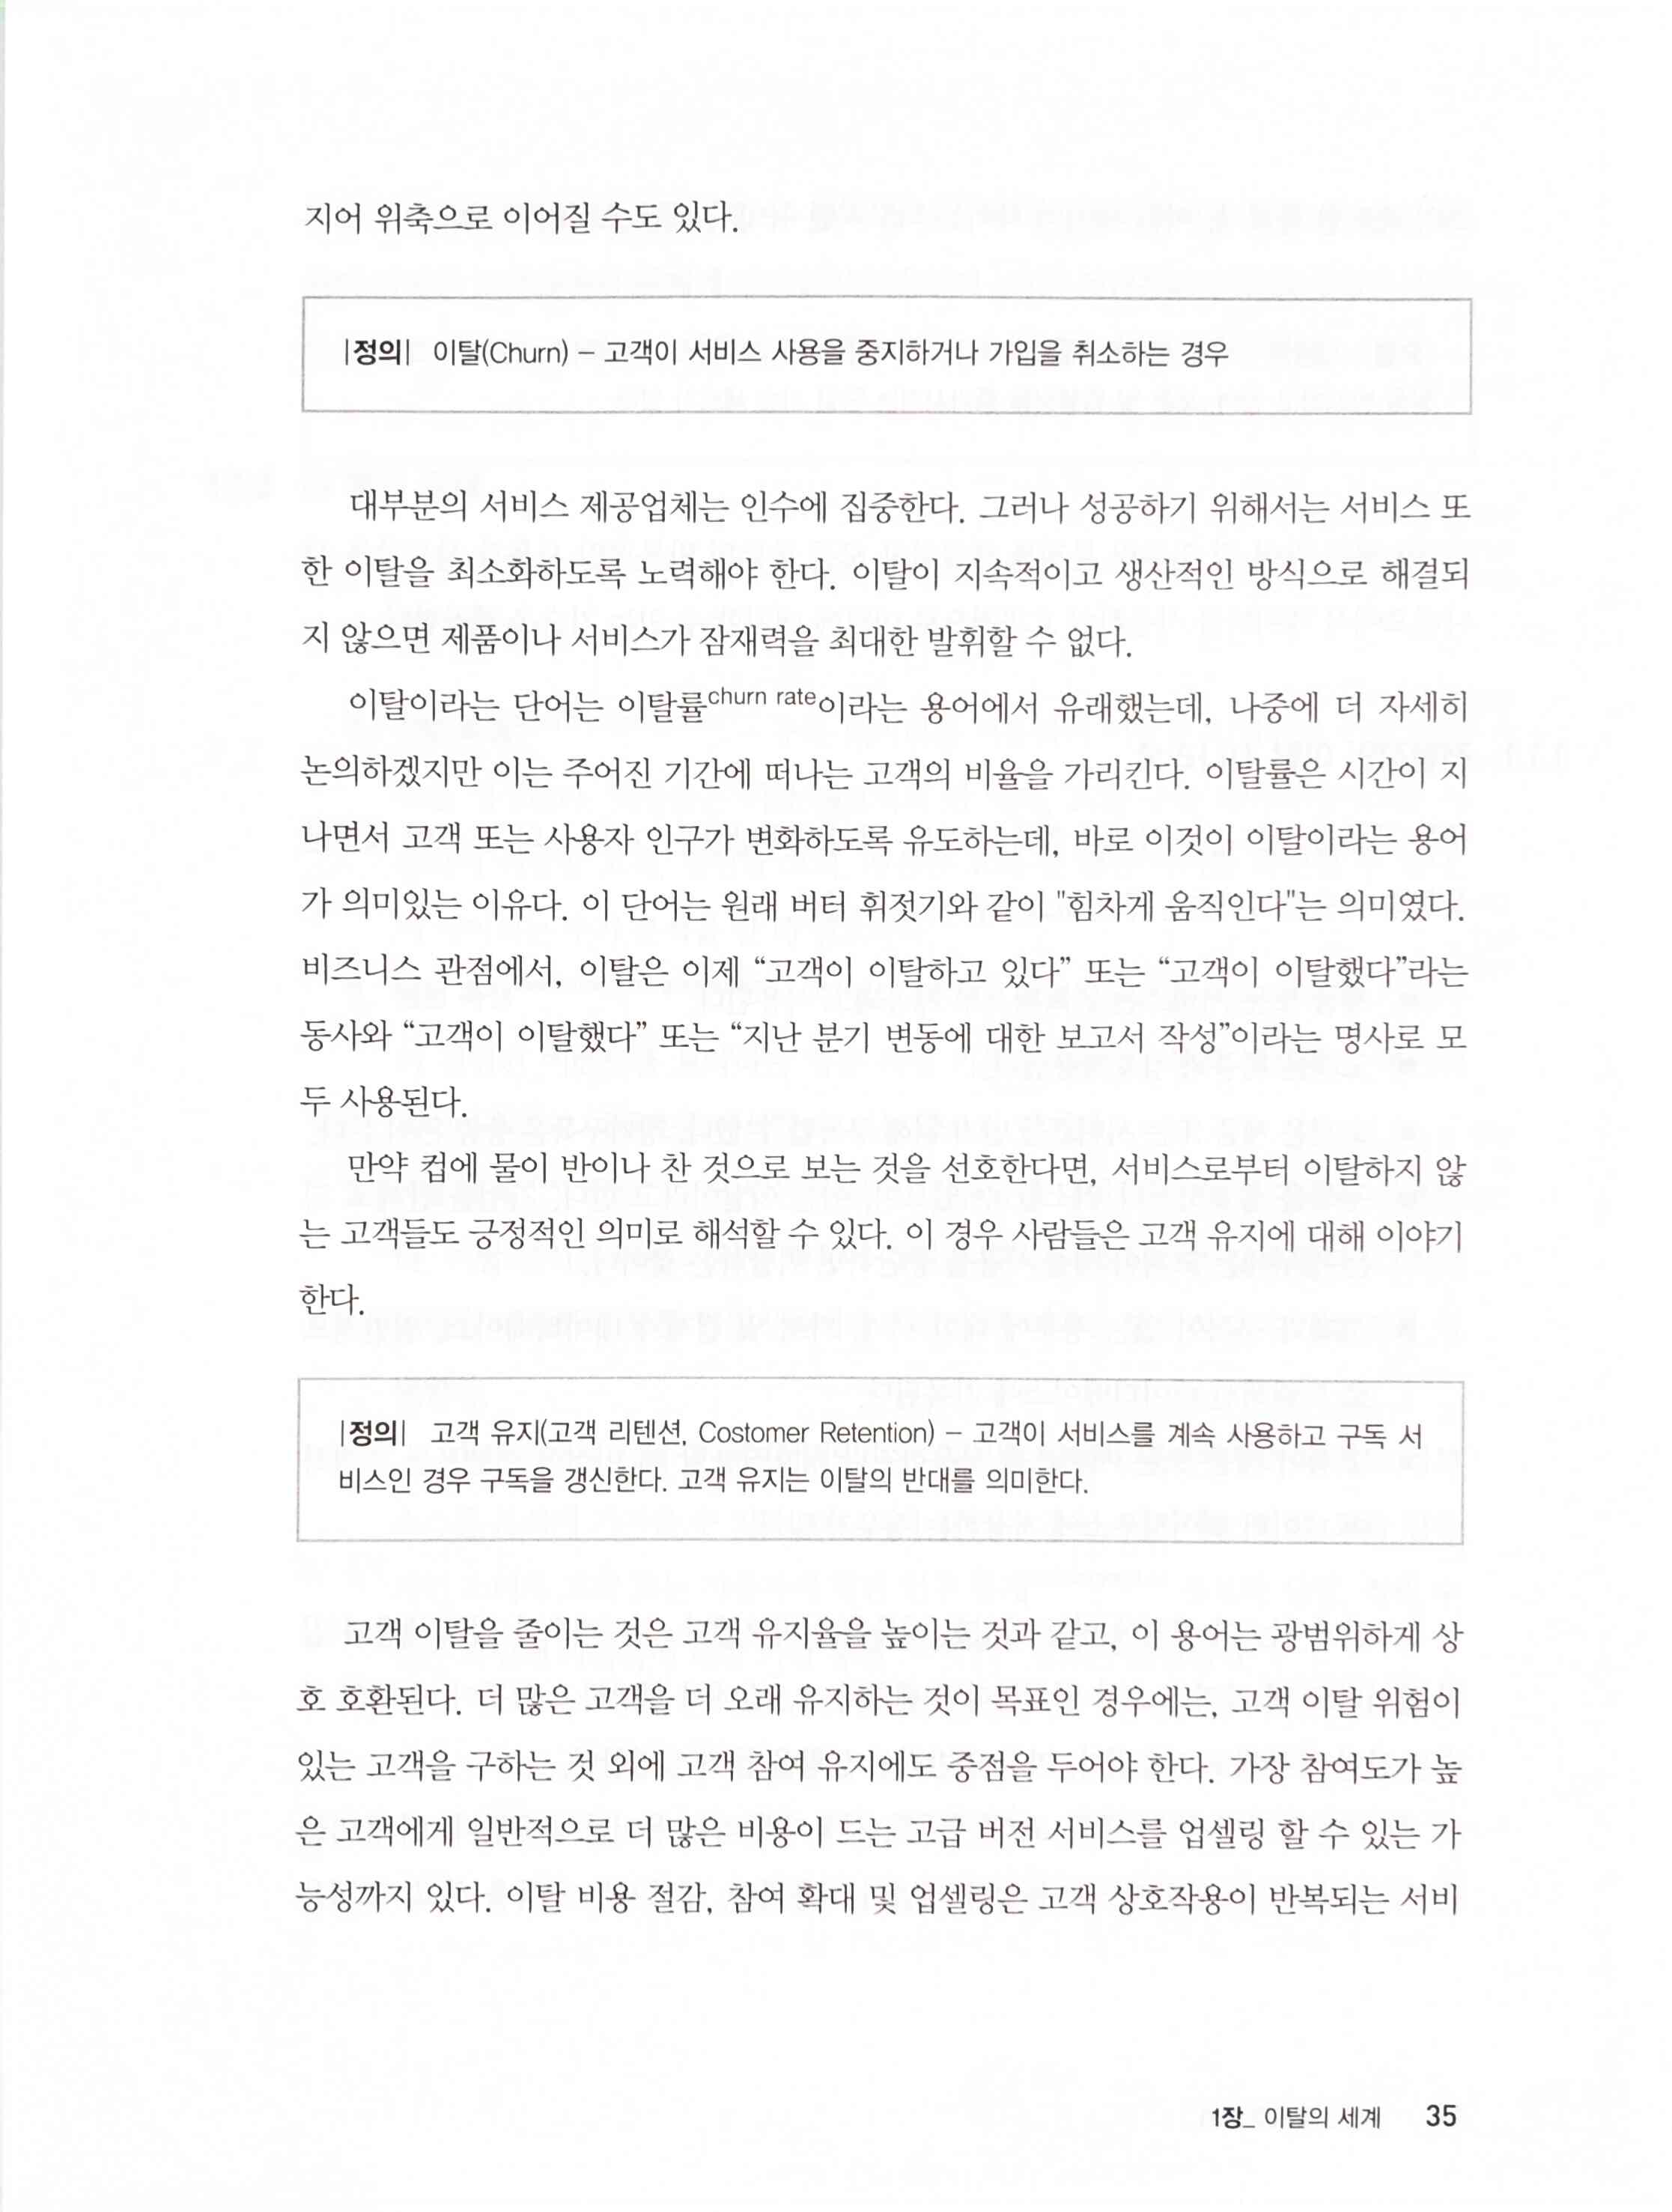 지어 위축으로 이어질 수도 있다.
|정의| 이탈(Churn) – 고객이 서비스 사용을 중지하거나 가입을 취소하는 경우
대부분의 서비스 제공업체는 인수에 집중한다. 그러나 성공하기 위해서는 서비스 또
한 이탈을 최소화하도록 노력해야 한다. 이탈이 지속적이고 생산적인 방식으로 해결되
지 않으면 제품이나 서비스가 잠재력을 최대한 발휘할 수 없다.
이탈이라는 단어는 이탈률churn rate이라는 용어에서 유래했는데, 나중에 더 자세히
논의하겠지만 이는 주어진 기간에 떠나는 고객의 비율을 가리킨다. 이탈률은 시간이 지
나면서 고객 또는 사용자 인구가 변화하도록 유도하는데, 바로 이것이 이탈이라는 용어
가 의미있는 이유다. 이 단어는 원래 버터 휘젓기와 같이 "힘차게 움직인다"는 의미였다.
비즈니스 관점에서, 이탈은 이제 “고객이 이탈하고 있다” 또는 “고객이 이탈했다”라는
동사와 “고객이 이탈했다” 또는 “지난 분기 변동에 대한 보고서 작성”이라는 명사로 모
두 사용된다.
만약 컵에 물이 반이나 찬 것으로 보는 것을 선호한다면, 서비스로부터 이탈하지 않
는 고객들도 긍정적인 의미로 해석할 수 있다. 이 경우 사람들은 고객 유지에 대해 이야기
한다.
|정의| 고객 유지(고객 리텐션, Costomer Retention) – 고객이 서비스를 계속 사용하고 구독 서
비스인 경우 구독을 갱신한다. 고객 유지는 이탈의 반대를 의미한다.
고객 이탈을 줄이는 것은 고객 유지율을 높이는 것과 같고, 이 용어는 광범위하게 상
호 호환된다. 더 많은 고객을 더 오래 유지하는 것이 목표인 경우에는, 고객 이탈 위험이
있는 고객을 구하는 것 외에 고객 참여 유지에도 중점을 두어야 한다. 가장 참여도가 높
은 고객에게 일반적으로 더 많은 비용이 드는 고급 버전 서비스를 업셀링 할 수 있는 가
능성까지 있다. 이탈 비용 절감, 참여 확대 및 업셀링은 고객 상호작용이 반복되는 서비
1장_ 이탈의 세계 35